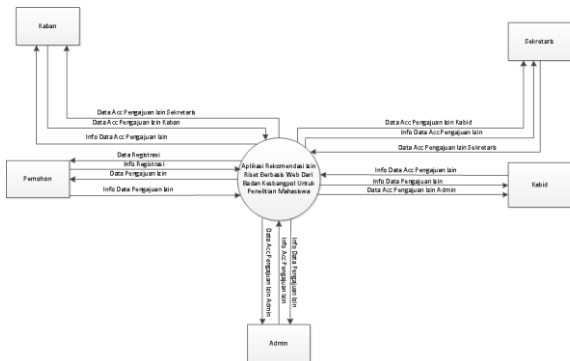 Kaban
Sekretaris
Data Acc Pengajuan Izin Sekretaris
Data Acc Pengajuan Izin Kaban
Info Data Acc Pengajuan Izin
Data Acc Pengajuan Izin Kabid
Info Data Acc Pengajuan Izin
Data Acc Pengajuan Izin Sekretaris
Pemohon
Data Registrasi
Info Registrasi
Data Pengajuan Izin
Info Data Pengajuan Izin
Aplikasi Rekomendasi Izin
Riset Berbasis Web Dari
Badan Kesbangpol Untuk
Penelitian Mahasiswa
Info Data Acc Pengajuan Izin
Info Data Pengajuan Izin
Data Acc Pengajuan Izin Admin
Kabid
Data Acc Pengajuan Izin Admin
Info Acc Pengajuan Izin
Info Data Pengajuan Izin
Admin